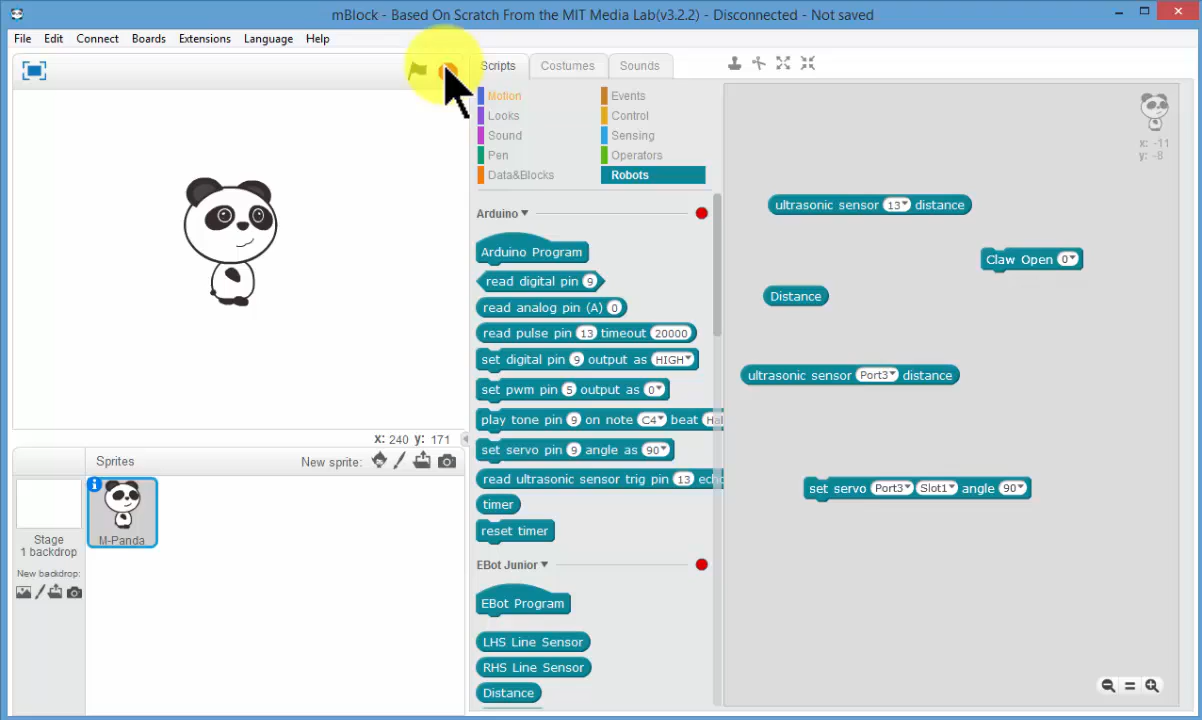 mBlock - Based On Scratch From the MIT Media Lab(v3.2.2) - Disconnected - Not saved
File Edit Connect Boards Extensions Language Help
Scripts Costumes Sounds
Motion Events
Looks Control
Sound Sensing
Pen Operators
Data&Blocks Robots
x: -11
y: -8
Arduino
Arduino Program
read digital pin 9
read analog pin (A) 0
read pulse pin 13 timeout 20000
set digital pin 9 output as HIGH
set pwm pin 5 output as 0
play tone pin 9 on note C4 beat Hal
set servo pin 9 angle as 90
read ultrasonic sensor trig pin 13 echo
timer
reset timer
EBot Junior
EBot Program
LHS Line Sensor
RHS Line Sensor
Distance
ultrasonic sensor 13 distance
Claw Open 0
Distance
ultrasonic sensor Port3 distance
set servo Port3 Slot1 angle 90
x: 240 y: 171
Sprites New sprite:
M-Panda
Stage
1 backdrop
New backdrop: